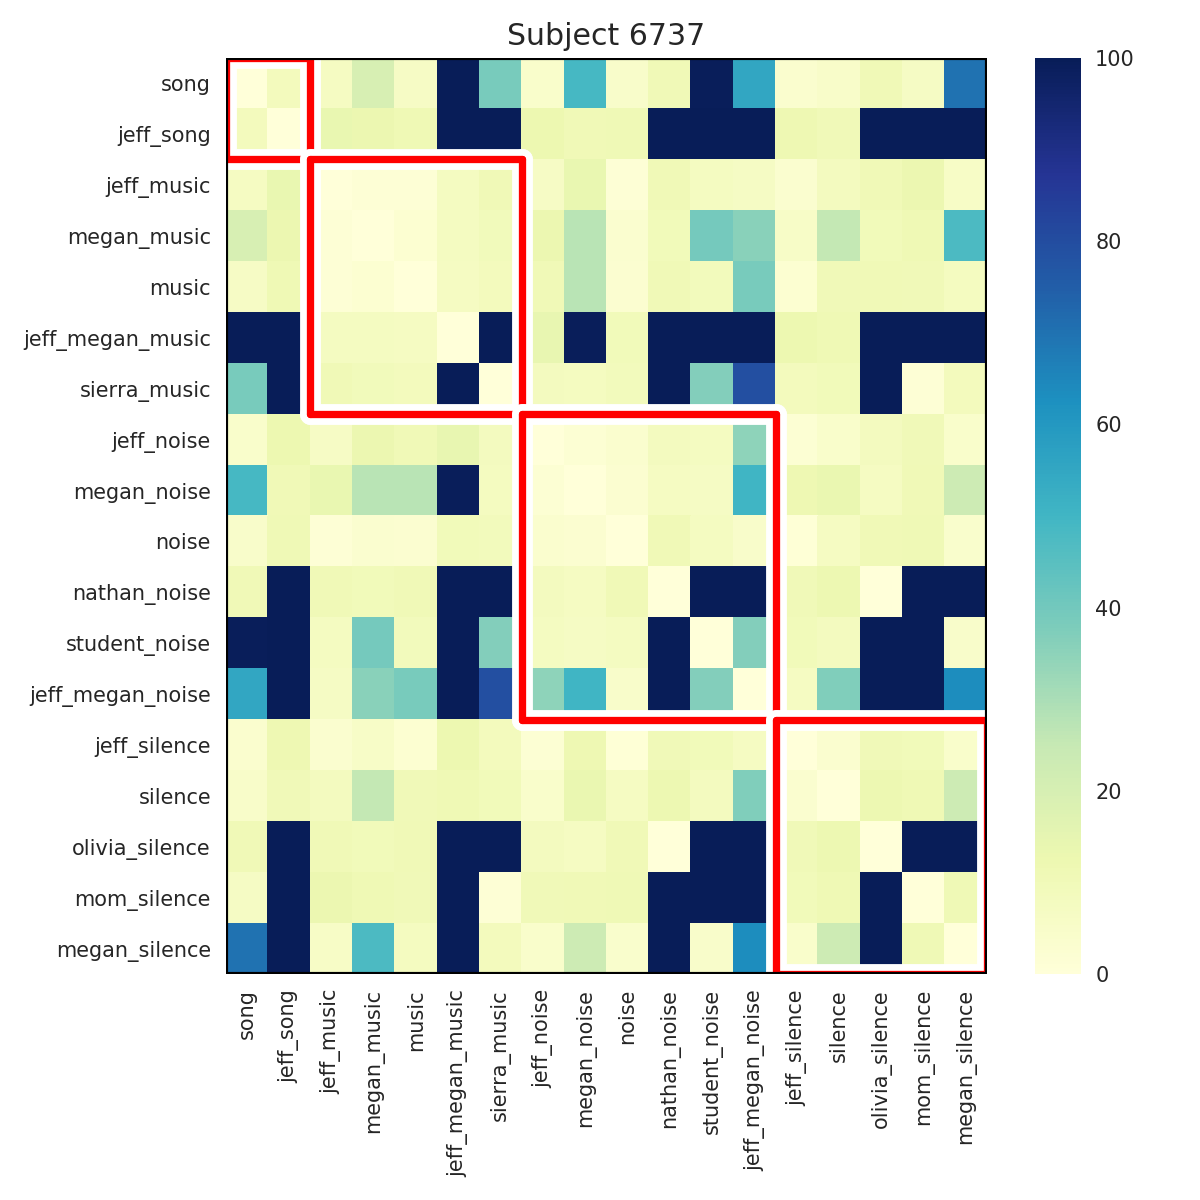 Subject 6737
song
jeff_song
jeff_music
megan_music
music
jeff_megan_music
sierra_music
jeff_noise
megan_noise
noise
nathan_noise
student_noise
jeff_megan_noise
jeff_silence
silence
olivia_silence
mom_silence
megan_silence
100
80
60
40
20
0
song
jeff_song
jeff_music
megan_music
music
jeff_megan_music
sierra_music
jeff_noise
megan_noise
noise
nathan_noise
student_noise
jeff_megan_noise
jeff_silence
silence
olivia_silence
mom_silence
megan_silence